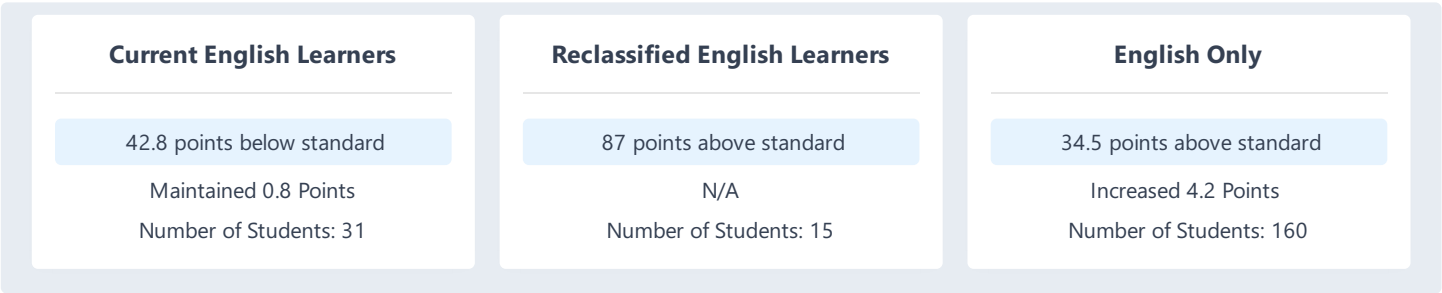 Current English Learners
42.8 points below standard
Maintained 0.8 Points
Number of Students: 31
Reclassified English Learners
87 points above standard
N/A
Number of Students: 15
English Only
34.5 points above standard
Increased 4.2 Points
Number of Students: 160